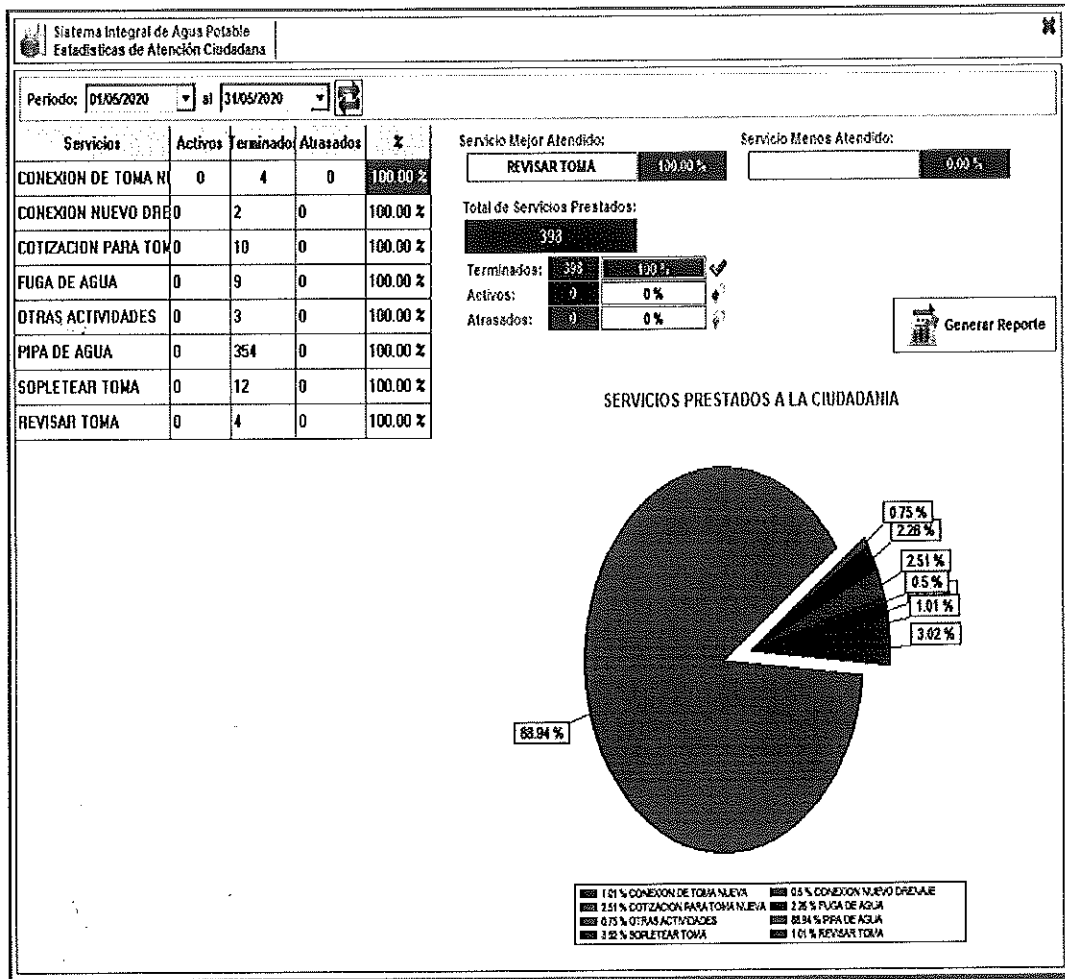 Sistema Integral de Agua Potable
Estadísticas de Atención Ciudadana
Periodo: 01/05/2020 al 31/05/2020
Servicios Activos Terminado Atrasados %
CONEXION DE TOMA NU 0 4 0 100.00 %
CONEXION NUEVO DRE 0 2 0 100.00 %
COTIZACION PARA TOM 0 10 0 100.00 %
FUGA DE AGUA 0 9 0 100.00 %
OTRAS ACTIVIDADES 0 3 0 100.00 %
PIPA DE AGUA 0 354 0 100.00 %
SOPLETEAR TOMA 0 12 0 100.00 %
REVISAR TOMA 0 4 0 100.00 %
Servicio Mejor Atendido:
REVISAR TOMA 100.00 %
Servicio Menos Atendido:
0.00 %
Total de Servicios Prestados:
398
Terminados: 398 100 %
Activos: 0 0 %
Atrasados: 0 0 %
Generar Reporte
SERVICIOS PRESTADOS A LA CIUDADANIA
0.75 %
2.26 %
2.51 %
0.5 %
1.01 %
3.02 %
88.94 %
1.01 % CONEXION DE TOMA NUEVA 0.5 % CONEXION NUEVO DRENAJE
2.51 % COTIZACION PARA TOMA NUEVA 2.26 % FUGA DE AGUA
0.75 % OTRAS ACTIVIDADES 88.94 % PIPA DE AGUA
3.02 % SOPLETEAR TOMA 1.01 % REVISAR TOMA